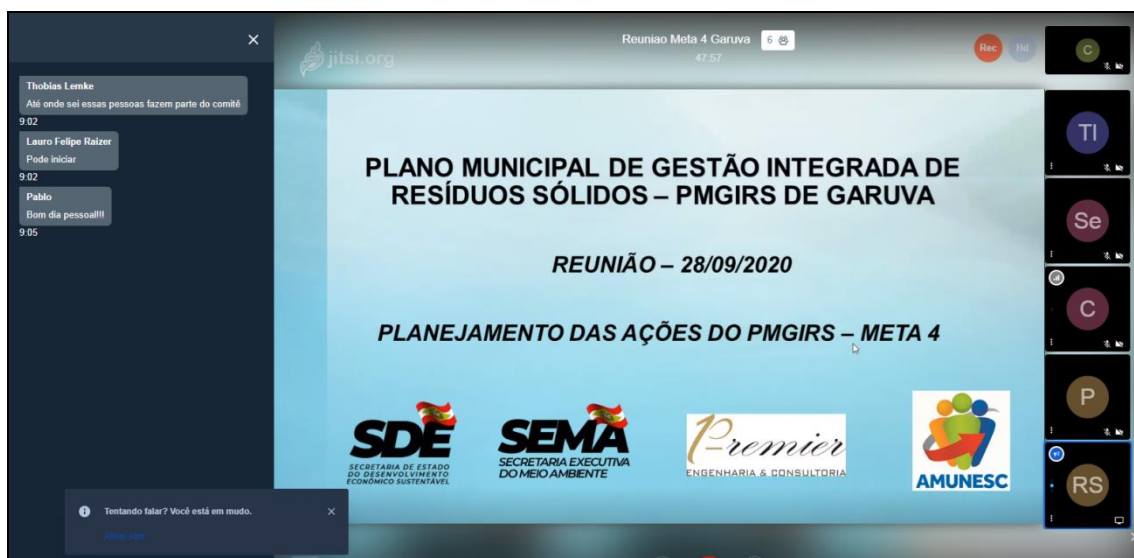 Thobias Lemke
Até onde sei essas pessoas fazem parte do comitê
9:02
Lauro Felipe Raizer
Pode iniciar
9:02
Pablo
Bom dia pessoal!!!
9:05
Tentando falar? Você está em mudo.
jitsi.org
Reuniao Meta 4 Garuva 6
47:57
Rec
Hd
PLANO MUNICIPAL DE GESTÃO INTEGRADA DE
RESÍDUOS SÓLIDOS – PMGIRS DE GARUVA
REUNIÃO – 28/09/2020
PLANEJAMENTO DAS AÇÕES DO PMGIRS – META 4
SDE
SECRETARIA DE ESTADO
DO DESENVOLVIMENTO
ECONÔMICO SUSTENTÁVEL
SEMA
SECRETARIA EXECUTIVA
DO MEIO AMBIENTE
Premier
ENGENHARIA & CONSULTORIA
AMUNESC
C
TI
Se
C
P
RS